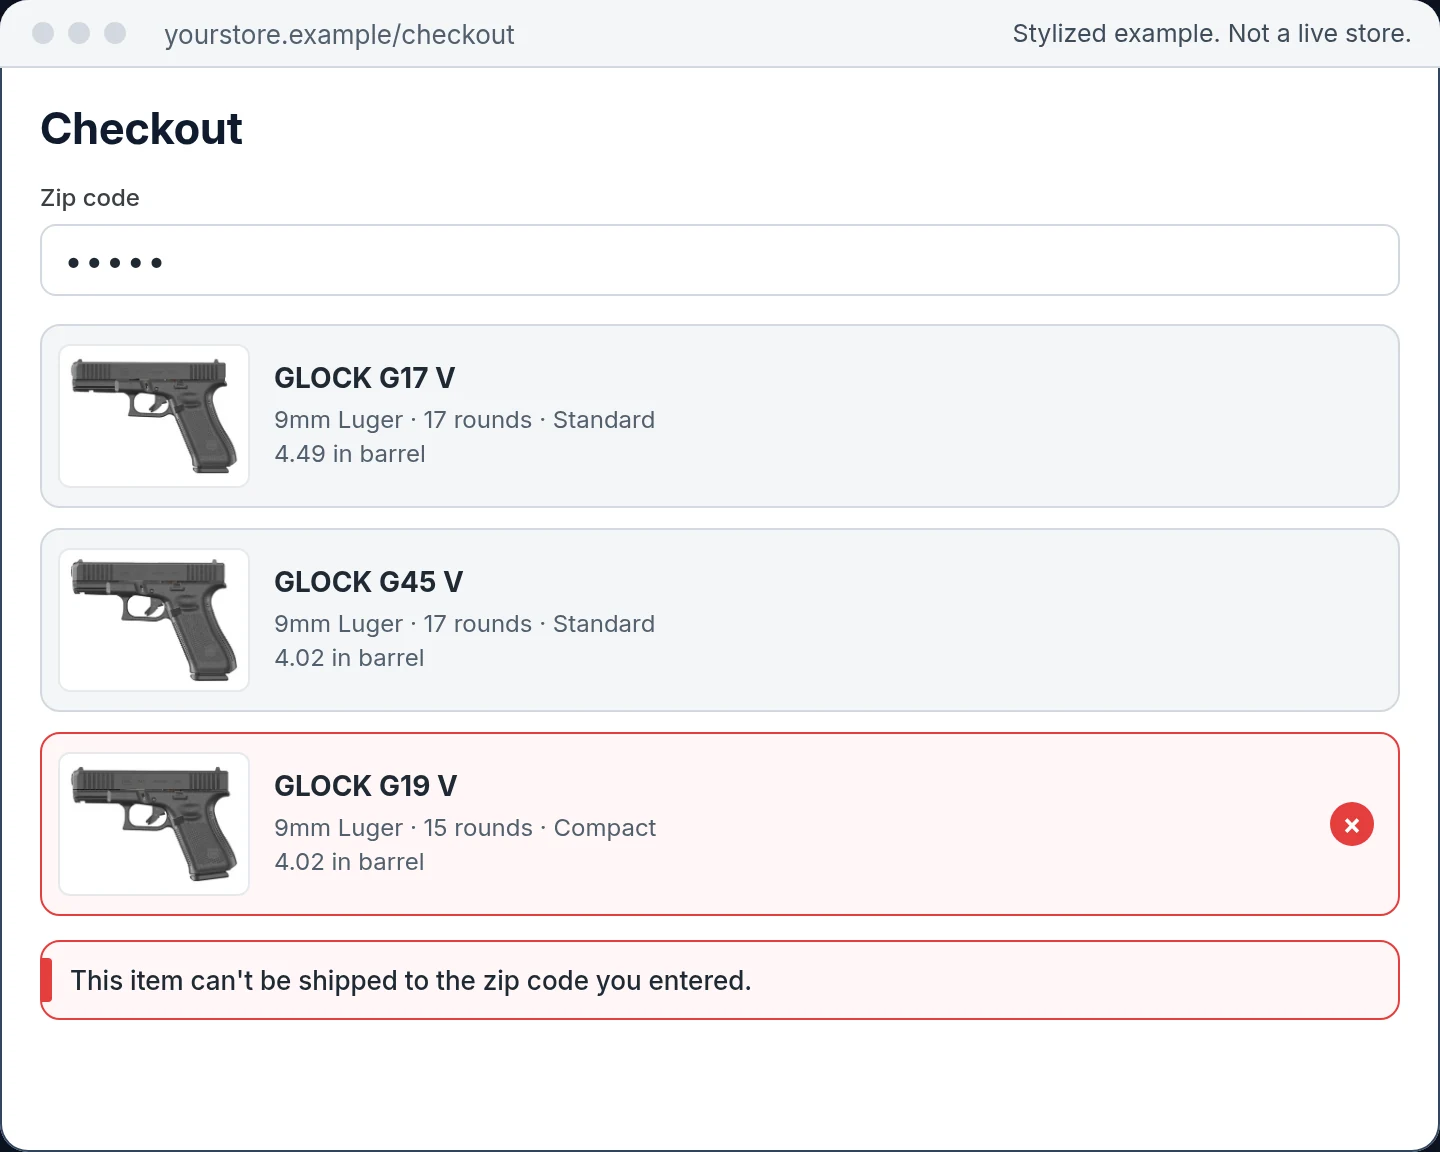 yourstore.example/checkout
Stylized example. Not a live store.
Checkout
Zip code
•••••
GLOCK G17 V
9mm Luger · 17 rounds · Standard
4.49 in barrel
GLOCK G45 V
9mm Luger · 17 rounds · Standard
4.02 in barrel
GLOCK G19 V
9mm Luger · 15 rounds · Compact
4.02 in barrel
This item can't be shipped to the zip code you entered.